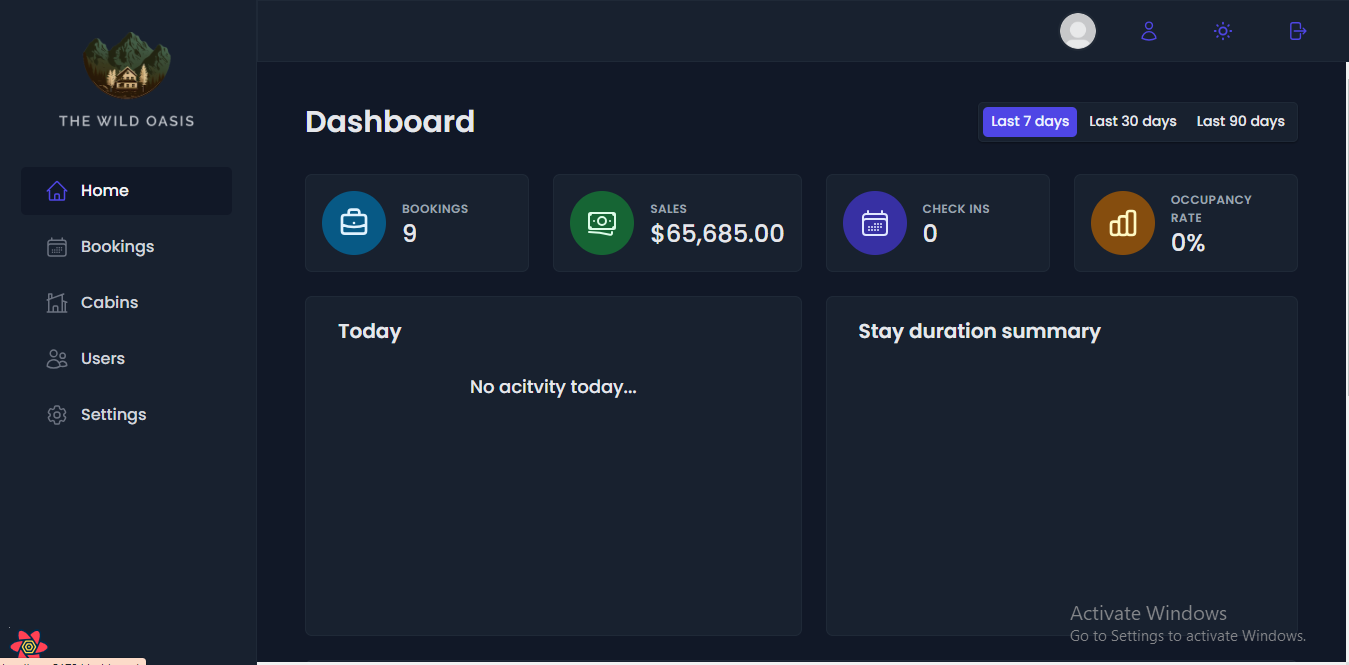 THE WILD OASIS
Home
Bookings
Cabins
Users
Settings
Dashboard
Last 7 days Last 30 days Last 90 days
BOOKINGS
9
SALES
$65,685.00
CHECK INS
0
OCCUPANCY
RATE
0%
Today
No acitvity today...
Stay duration summary
Activate Windows
Go to Settings to activate Windows.